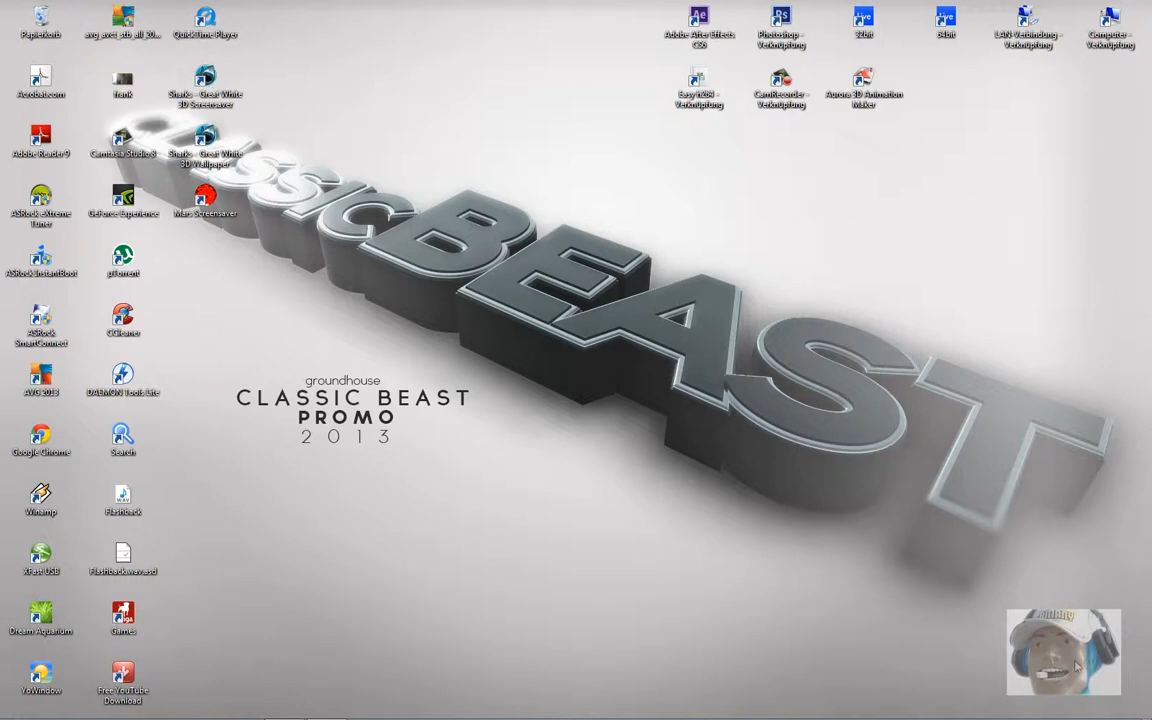 Papierkorb
avg_avct_stb_all_20...
QuickTime Player
Adobe After Effects
CS6
Photoshop -
Verknüpfung
32bit
64bit
LAN-Verbindung -
Verknüpfung
Computer -
Verknüpfung
Acrobat.com
frank
Sharks - Great White
3D Screensaver
Easy h264 -
Verknüpfung
CamRecorder -
Verknüpfung
Aurora 3D Animation
Maker
Adobe Reader 9
Camtasia Studio 8
Sharks - Great White
3D Wallpaper
ASRock eXtreme
Tuner
GeForce Experience
Mars Screensaver
ASRock InstantBoot
µTorrent
ASRock
SmartConnect
CCleaner
AVG 2013
DAEMON Tools Lite
Google Chrome
Search
Winamp
Flashback
XFast USB
Flashback.wav.asd
Dream Aquarium
Games
YoWindow
Free YouTube
Download
CLASSIC BEAST
groundhouse
CLASSIC BEAST
PROMO
2013